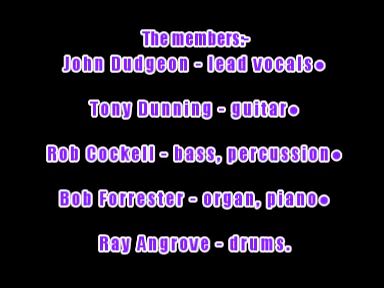 The members:-
John Dudgeon - lead vocals●
Tony Dunning - guitar●
Rob Cockell - bass, percussion●
Bob Forrester - organ, piano●
Ray Angrove - drums.